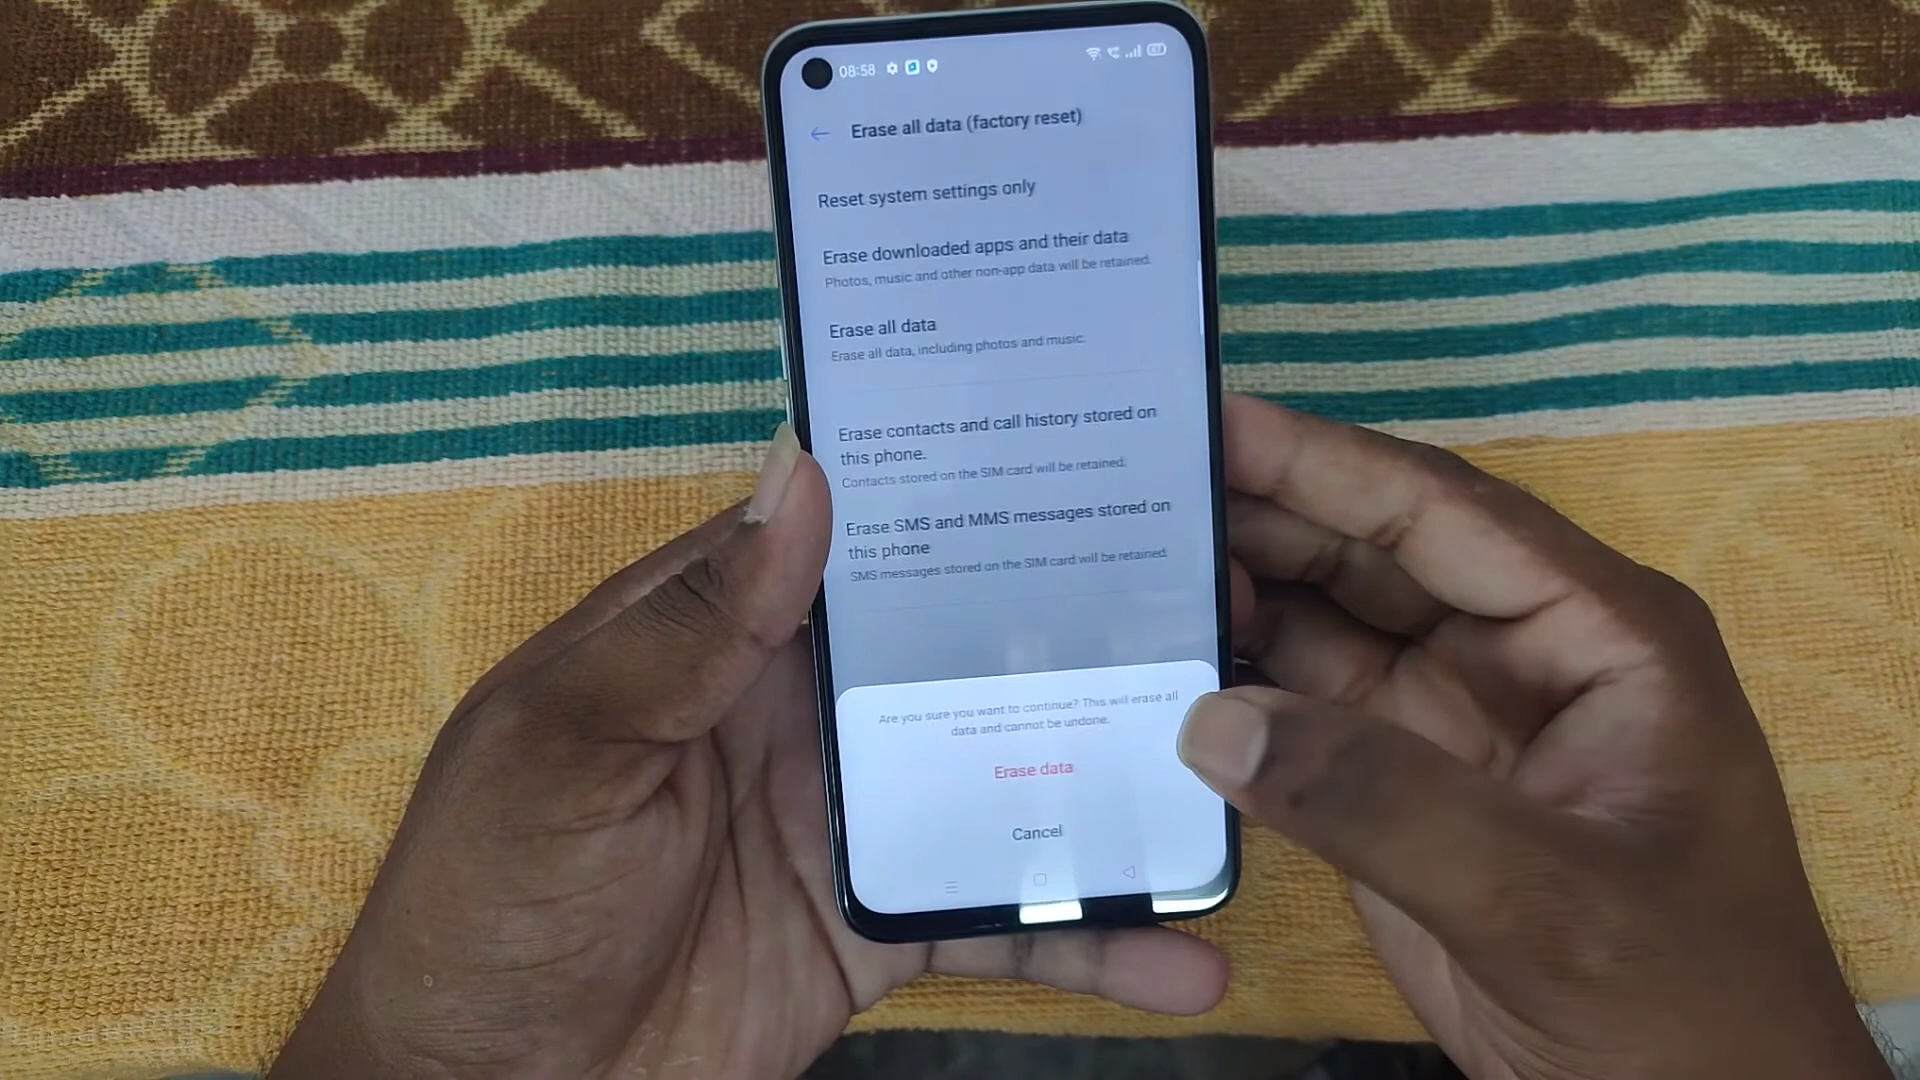 08:58
Erase all data (factory reset)
Reset system settings only
Erase downloaded apps and their data
Photos, music and other non-app data will be retained.
Erase all data
Erase all data, including photos and music.
Erase contacts and call history stored on
this phone.
Contacts stored on the SIM card will be retained.
Erase SMS and MMS messages stored on
this phone
SMS messages stored on the SIM card will be retained.
Are you sure you want to continue? This will erase all
data and cannot be undone.
Erase data
Cancel